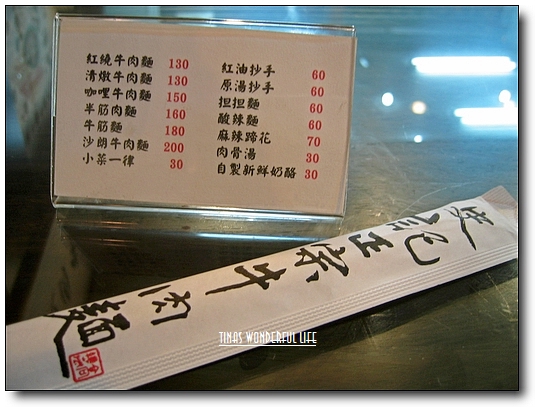 紅繞牛肉麵 130
清燉牛肉麵 130
咖哩牛肉麵 150
半筋肉麵 160
牛筋麵 180
沙朗牛肉麵 200
小菜一律 30
紅油抄手 60
原湯抄手 60
担担麵 60
酸辣麵 60
麻辣蹄花 70
肉骨湯 30
自製新鮮奶酪 30
正宗牛肉麵
TINAS WONDERFUL LIFE